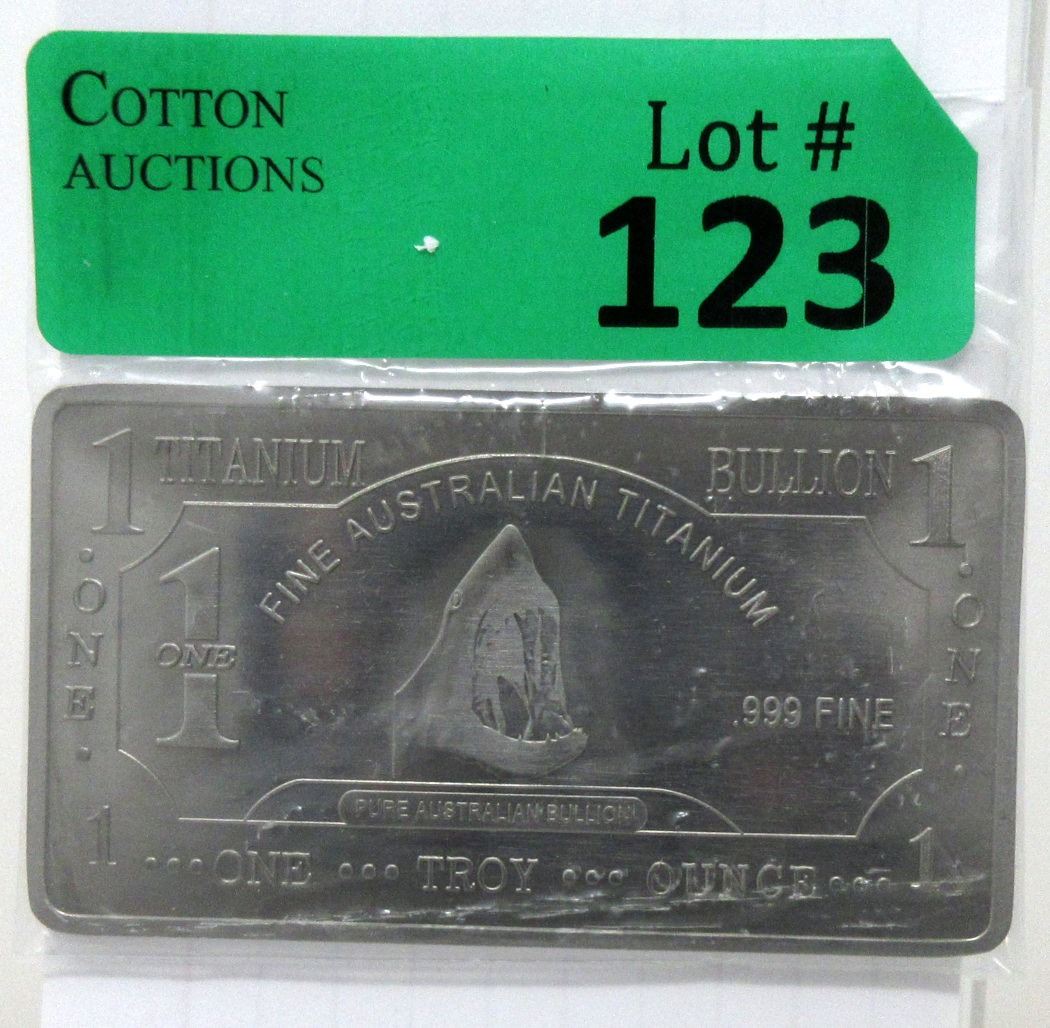 COTTON
AUCTIONS
Lot #
123
1 TITANIUM BULLION 1
FINE AUSTRALIAN TITANIUM
· ONE ·
1
ONE
· ONE ·
.999 FINE
PURE AUSTRALIAN BULLION
1 ... ONE ... TROY ... OUNCE ... 1